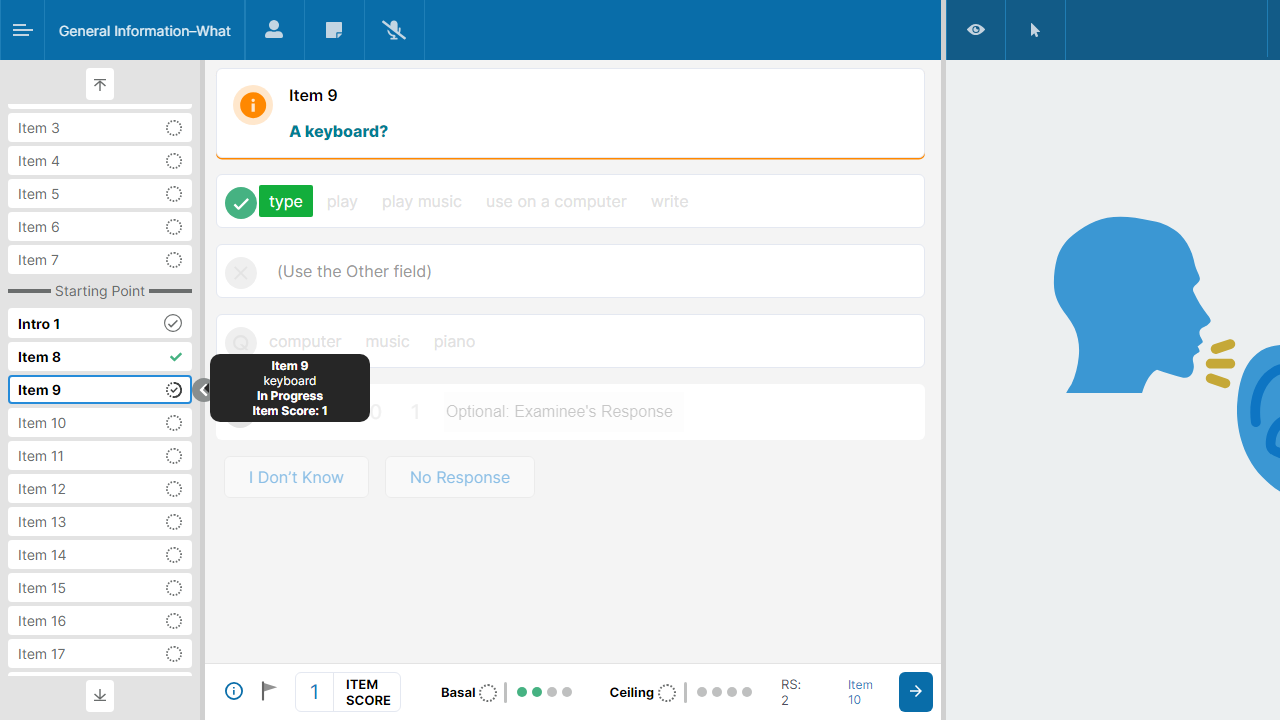 General Information–What
Item 3
Item 4
Item 5
Item 6
Item 7
Starting Point
Intro 1
Item 8
Item 9
Item 10
Item 11
Item 12
Item 13
Item 14
Item 15
Item 16
Item 17
Item 9
A keyboard?
type play play music use on a computer write
(Use the Other field)
Q computer music piano
Item 9
keyboard
In Progress
Item Score: 1
0 1 Optional: Examinee's Response
I Don't Know No Response
1 ITEM SCORE
Basal
Ceiling
RS: 2
Item 10